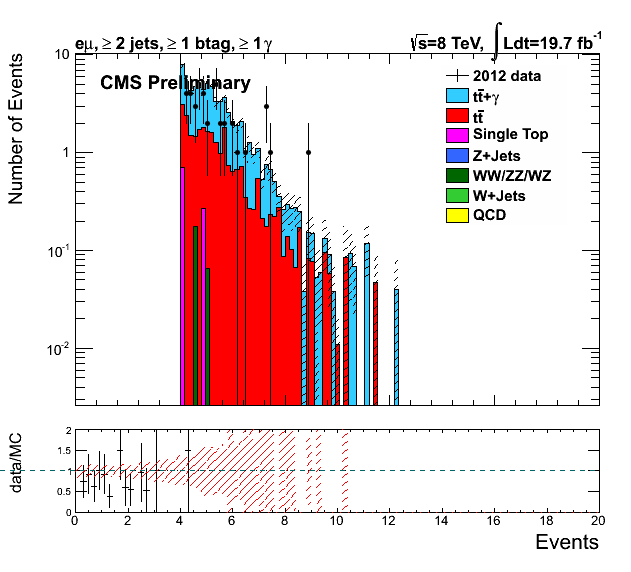 eμ, ≥ 2 jets, ≥ 1 btag, ≥ 1 γ
√s=8 TeV, ∫ Ldt=19.7 fb⁻¹
CMS Preliminary
2012 data
tt̄+γ
tt̄
Single Top
Z+Jets
WW/ZZ/WZ
W+Jets
QCD
Number of Events
10
1
10⁻¹
10⁻²
data/MC
2
1.5
1
0.5
0
0 2 4 6 8 10 12 14 16 18 20
Events